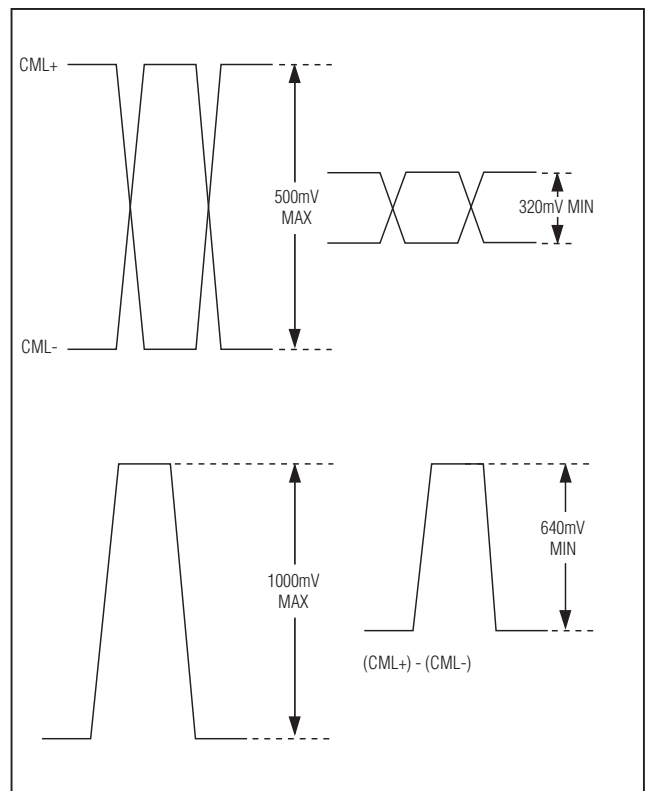 CML+
500mV
MAX
320mV MIN
CML-
1000mV
MAX
640mV
MIN
(CML+) - (CML-)